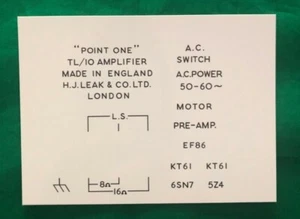 "POINT ONE"
TL/10 AMPLIFIER
MADE IN ENGLAND
H.J. LEAK & CO. LTD.
LONDON
L.S.
8Ω
16Ω
A.C.
SWITCH
A.C. POWER
50-60~
MOTOR
PRE-AMP.
EF86
KT61 KT61
6SN7 5Z4